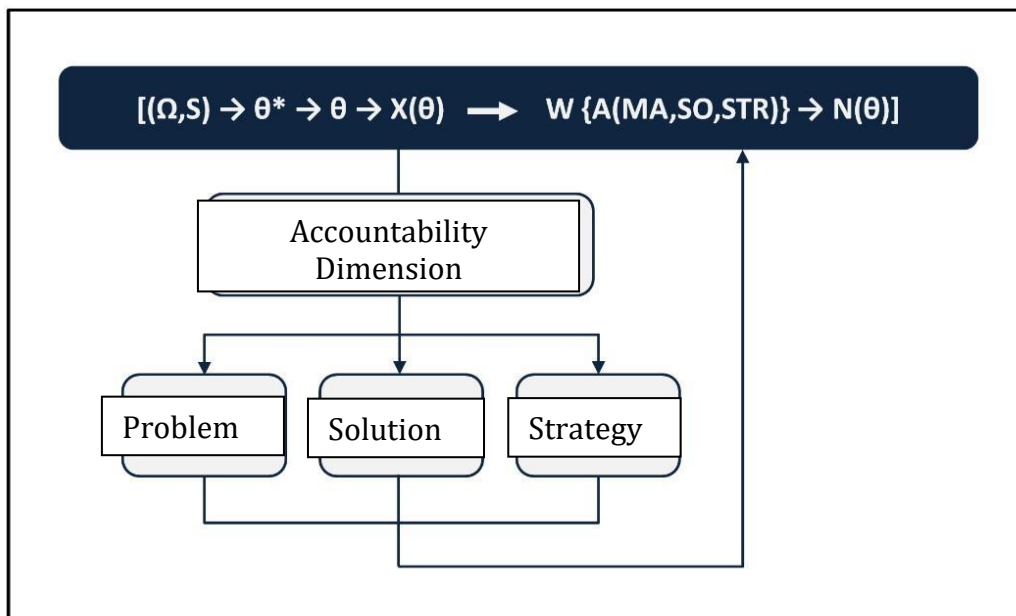 [(Ω,S) → θ* → θ → X(θ) → W {A(MA,SO,STR)} → N(θ)]
Accountability
Dimension
Problem
Solution
Strategy